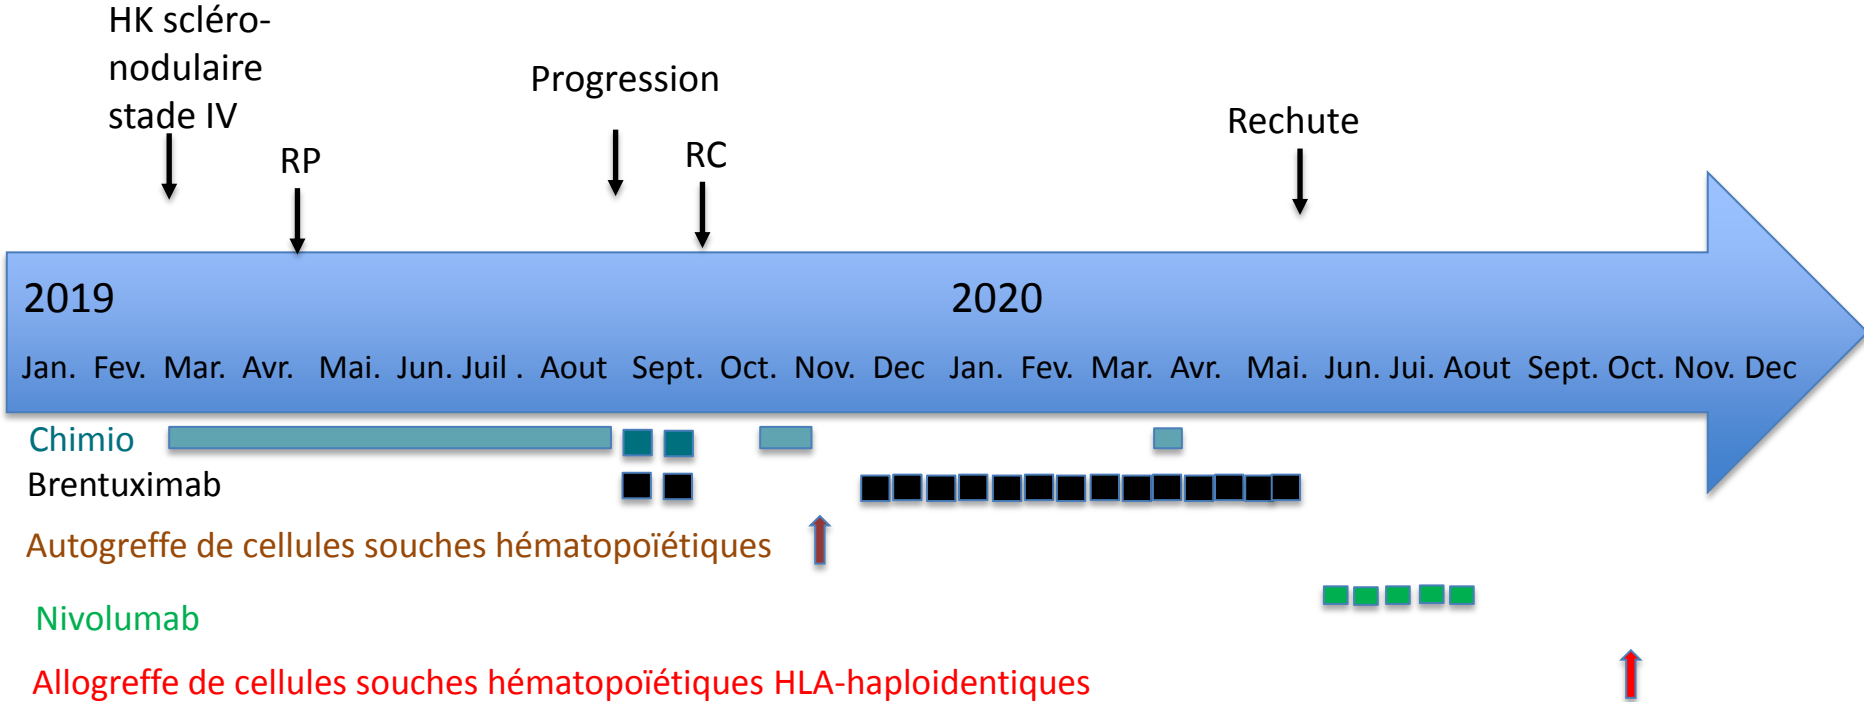 HK scléro-
nodulaire
stade IV
RP
Progression
RC
Rechute
2019
2020
Jan. Fev. Mar. Avr. Mai. Jun. Juil . Aout Sept. Oct. Nov. Dec Jan. Fev. Mar. Avr. Mai. Jun. Jui. Aout Sept. Oct. Nov. Dec
Chimio
Brentuximab
Autogreffe de cellules souches hématopoïétiques
Nivolumab
Allogreffe de cellules souches hématopoïétiques HLA-haploidentiques